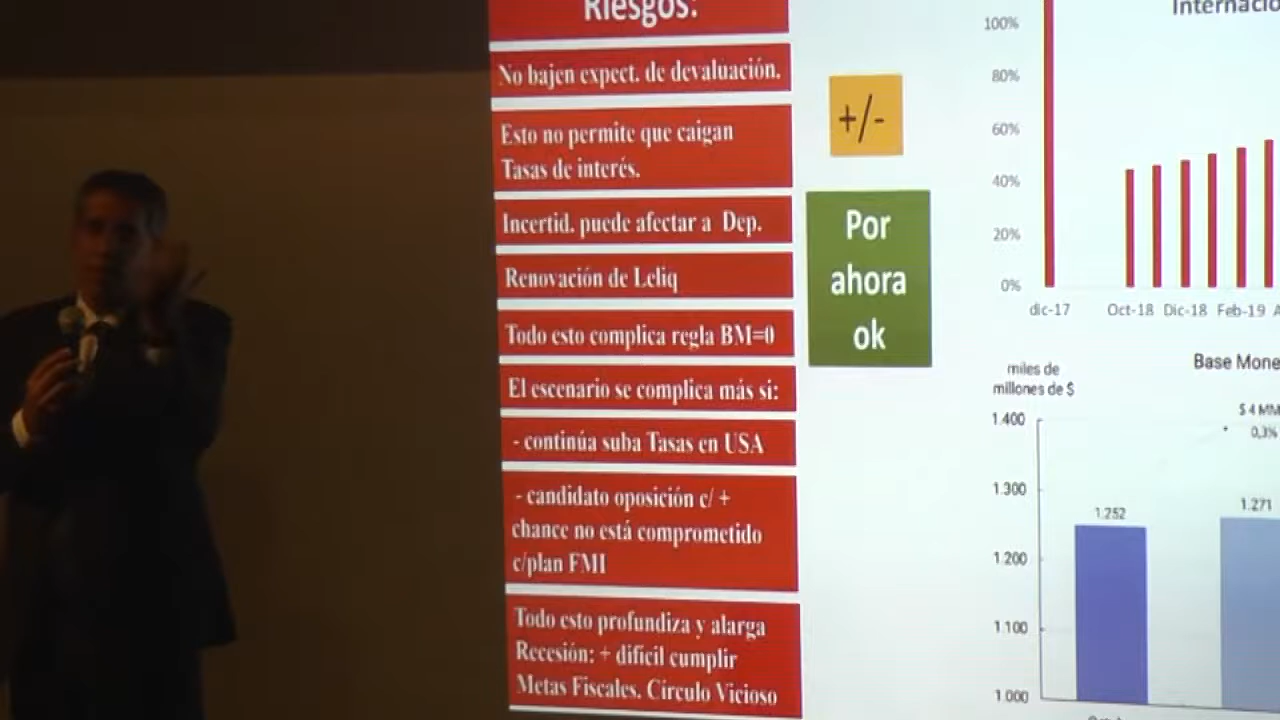 Riesgos:
No bajen expect. de devaluación.
Esto no permite que caigan
Tasas de interés.
Incertid. puede afectar a Dep.
Renovación de Leliq
Todo esto complica regla BM=0
El escenario se complica más si:
- continúa suba Tasas en USA
- candidato oposición c/ +
chance no está comprometido
c/plan FMI
Todo esto profundiza y alarga
Recesión: + dificil cumplir
Metas Fiscales. Círculo Vicioso
+/-
Por
ahora
ok
Internacio
100%
80%
60%
40%
20%
0%
dic-17 Oct-18 Dic-18 Feb-19 A
Base Mone
miles de
millones de $
$ 4 MM
0,3%
1.400
1.300
1.200
1.100
1.000
1.252
1.271